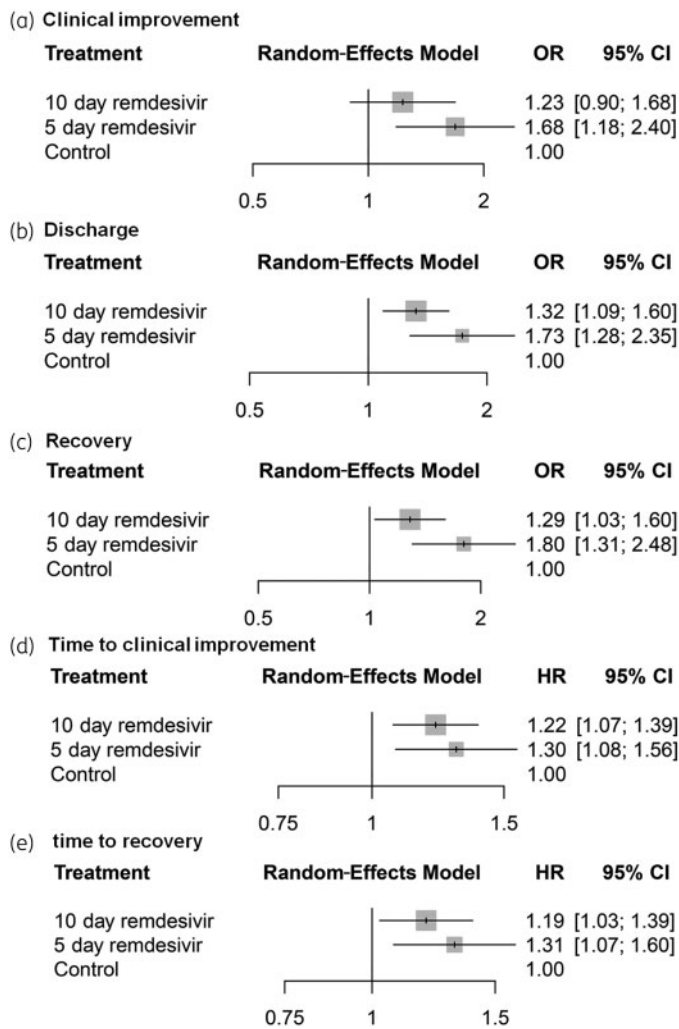 (a) Clinical improvement
Treatment Random-Effects Model OR 95% CI
10 day remdesivir 1.23 [0.90; 1.68]
5 day remdesivir 1.68 [1.18; 2.40]
Control 1.00
0.5 1 2
(b) Discharge
Treatment Random-Effects Model OR 95% CI
10 day remdesivir 1.32 [1.09; 1.60]
5 day remdesivir 1.73 [1.28; 2.35]
Control 1.00
0.5 1 2
(c) Recovery
Treatment Random-Effects Model OR 95% CI
10 day remdesivir 1.29 [1.03; 1.60]
5 day remdesivir 1.80 [1.31; 2.48]
Control 1.00
0.5 1 2
(d) Time to clinical improvement
Treatment Random-Effects Model HR 95% CI
10 day remdesivir 1.22 [1.07; 1.39]
5 day remdesivir 1.30 [1.08; 1.56]
Control 1.00
0.75 1 1.5
(e) time to recovery
Treatment Random-Effects Model HR 95% CI
10 day remdesivir 1.19 [1.03; 1.39]
5 day remdesivir 1.31 [1.07; 1.60]
Control 1.00
0.75 1 1.5